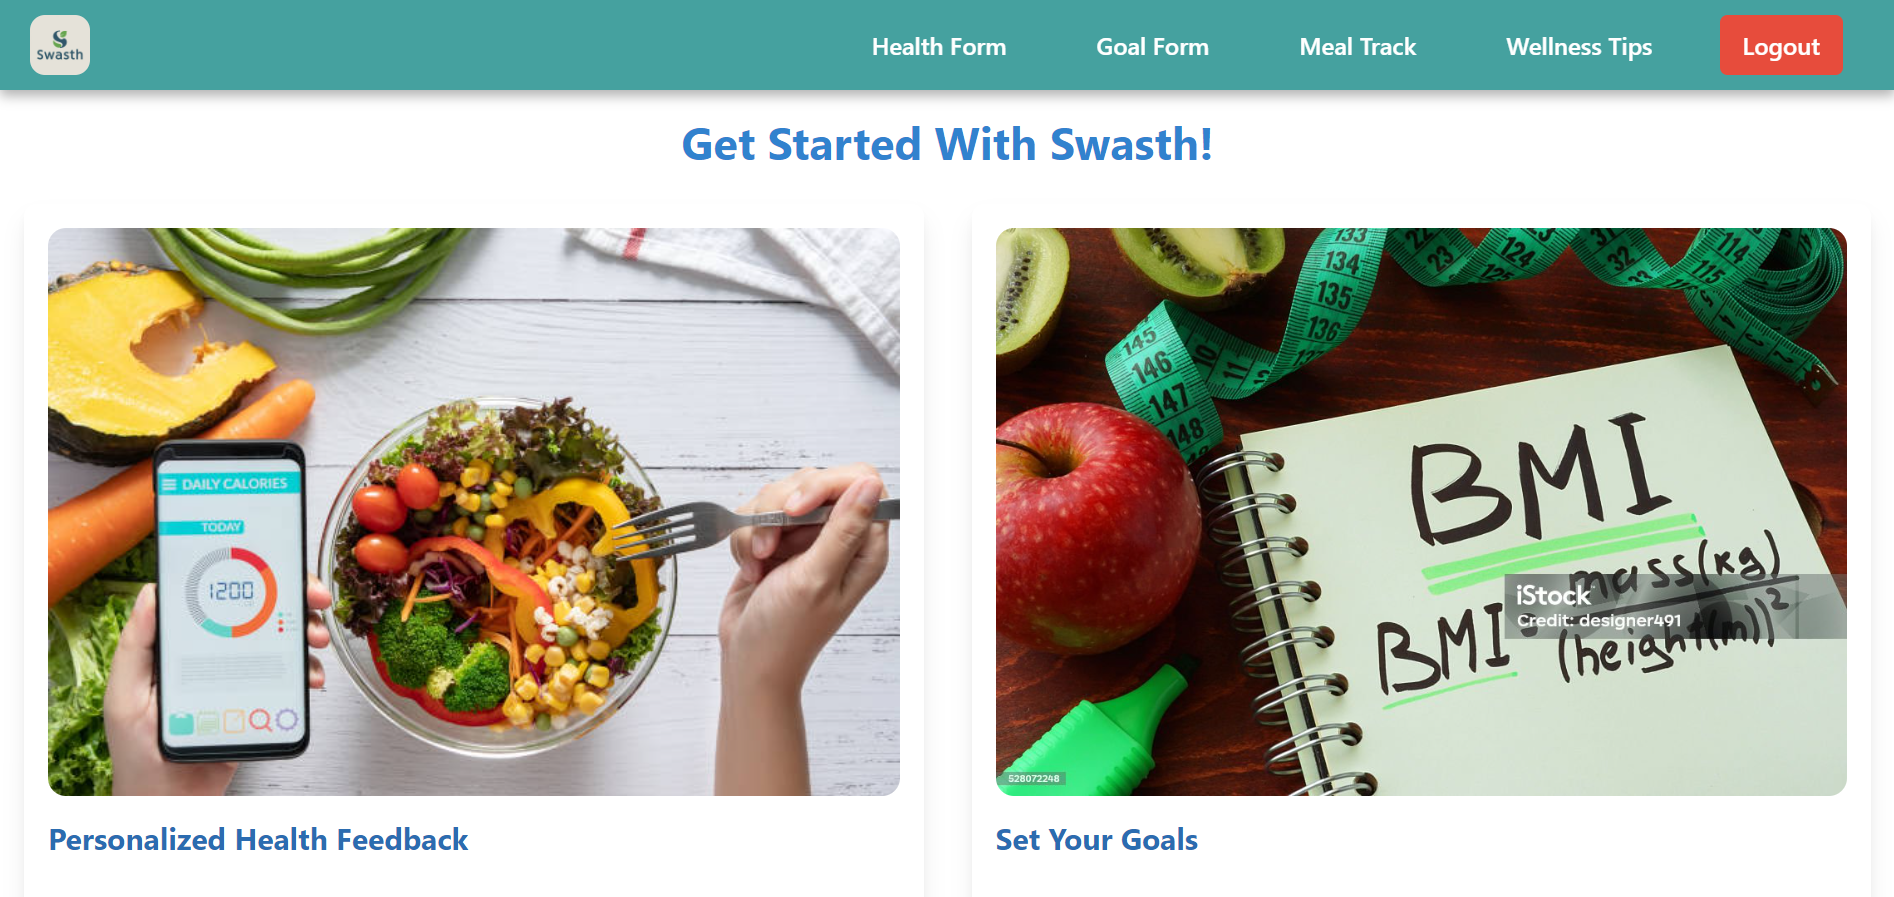 Swasth
Health Form
Goal Form
Meal Track
Wellness Tips
Logout
Get Started With Swasth!
DAILY CALORIES
TODAY
1200
133
134
135
136
145
146
147
148
10
11
12
22
23
124
125
31
32
33
114
115
BMI
mass(kg)
BMI=
(height(m))²
iStock
Credit: designer491
528072248
Personalized Health Feedback
Set Your Goals